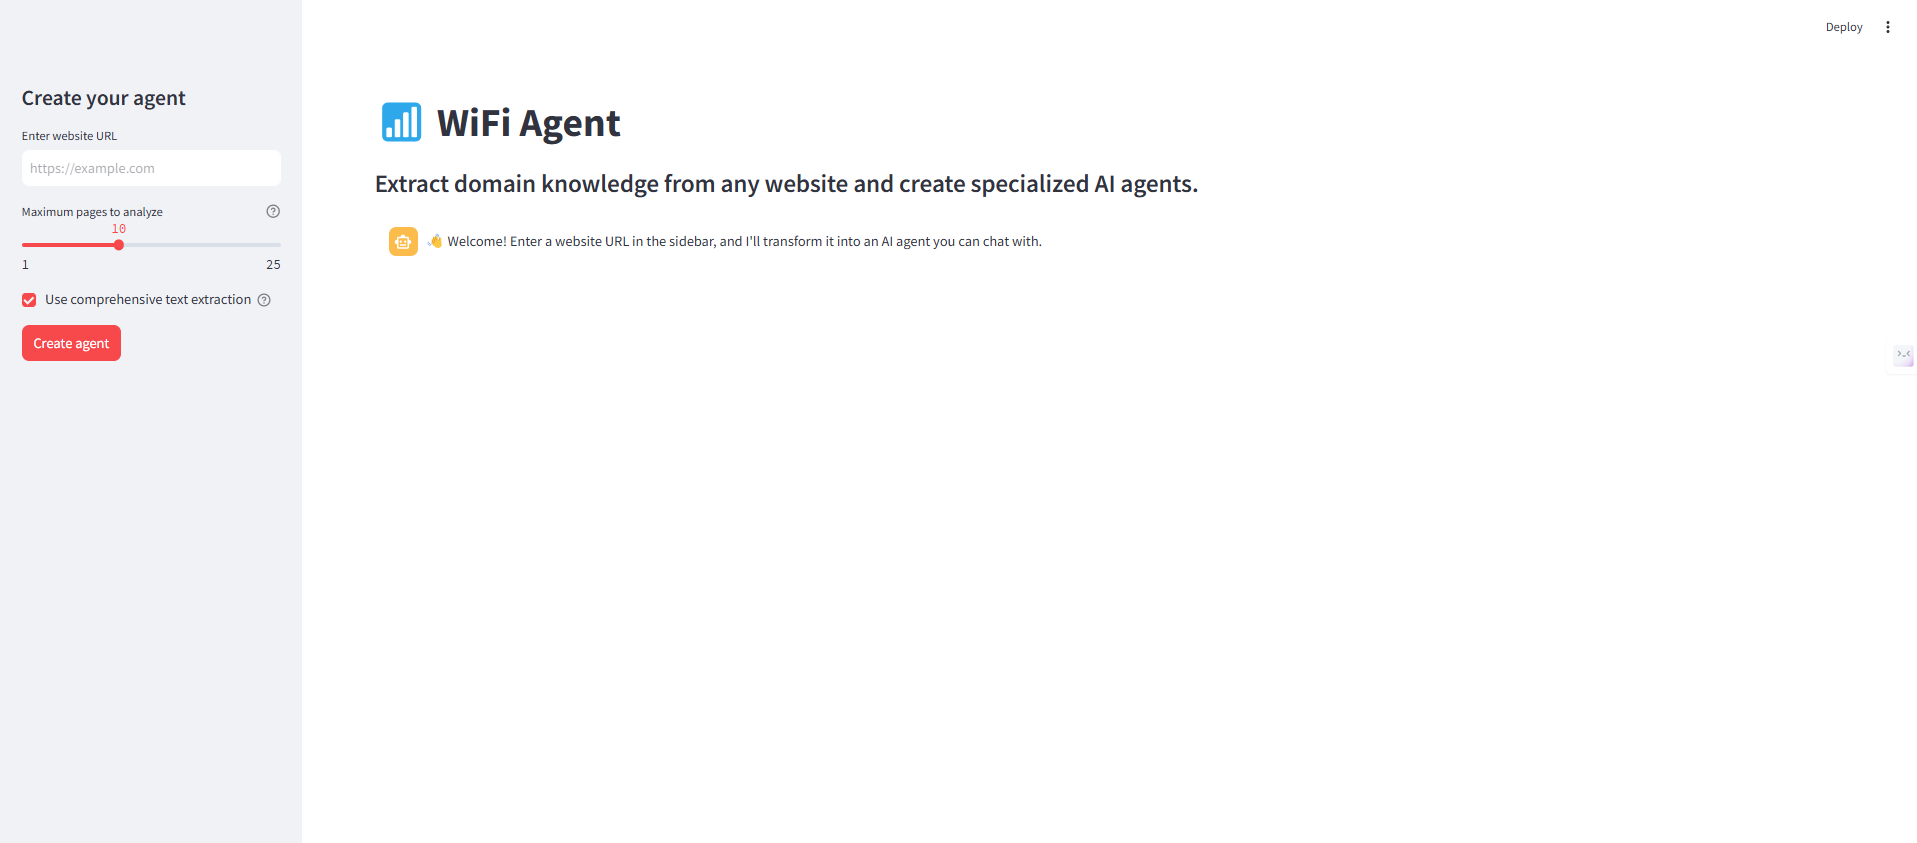 Deploy
Create your agent
Enter website URL
https://example.com
Maximum pages to analyze
10
1 25
Use comprehensive text extraction
Create agent
WiFi Agent
Extract domain knowledge from any website and create specialized AI agents.
👋 Welcome! Enter a website URL in the sidebar, and I'll transform it into an AI agent you can chat with.